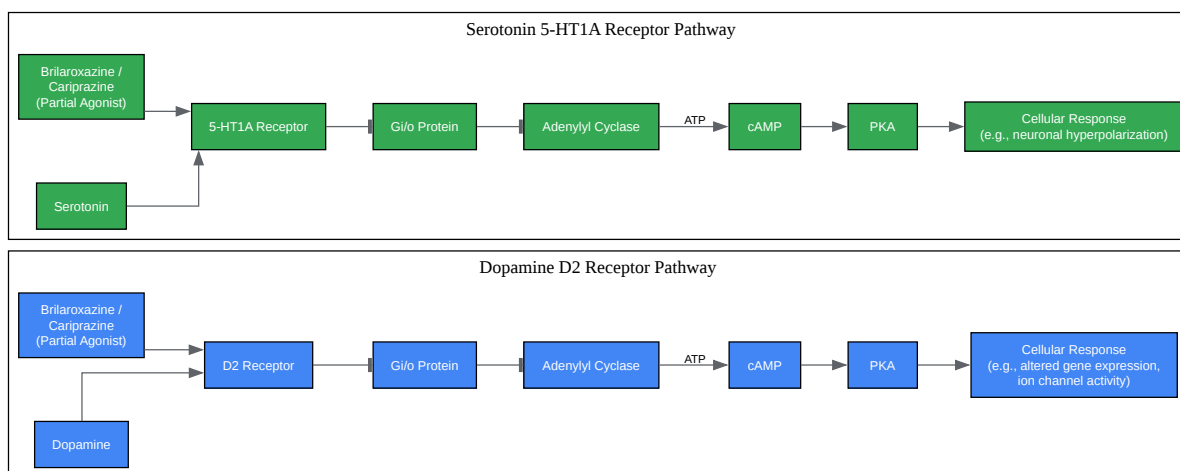 Serotonin 5-HT1A Receptor Pathway
Brilaroxazine /
Cariprazine
(Partial Agonist)
5-HT1A Receptor
Gi/o Protein
Adenylyl Cyclase
ATP
cAMP
PKA
Cellular Response
(e.g., neuronal hyperpolarization)
Serotonin
Dopamine D2 Receptor Pathway
Brilaroxazine /
Cariprazine
(Partial Agonist)
D2 Receptor
Gi/o Protein
Adenylyl Cyclase
ATP
cAMP
PKA
Cellular Response
(e.g., altered gene expression,
ion channel activity)
Dopamine